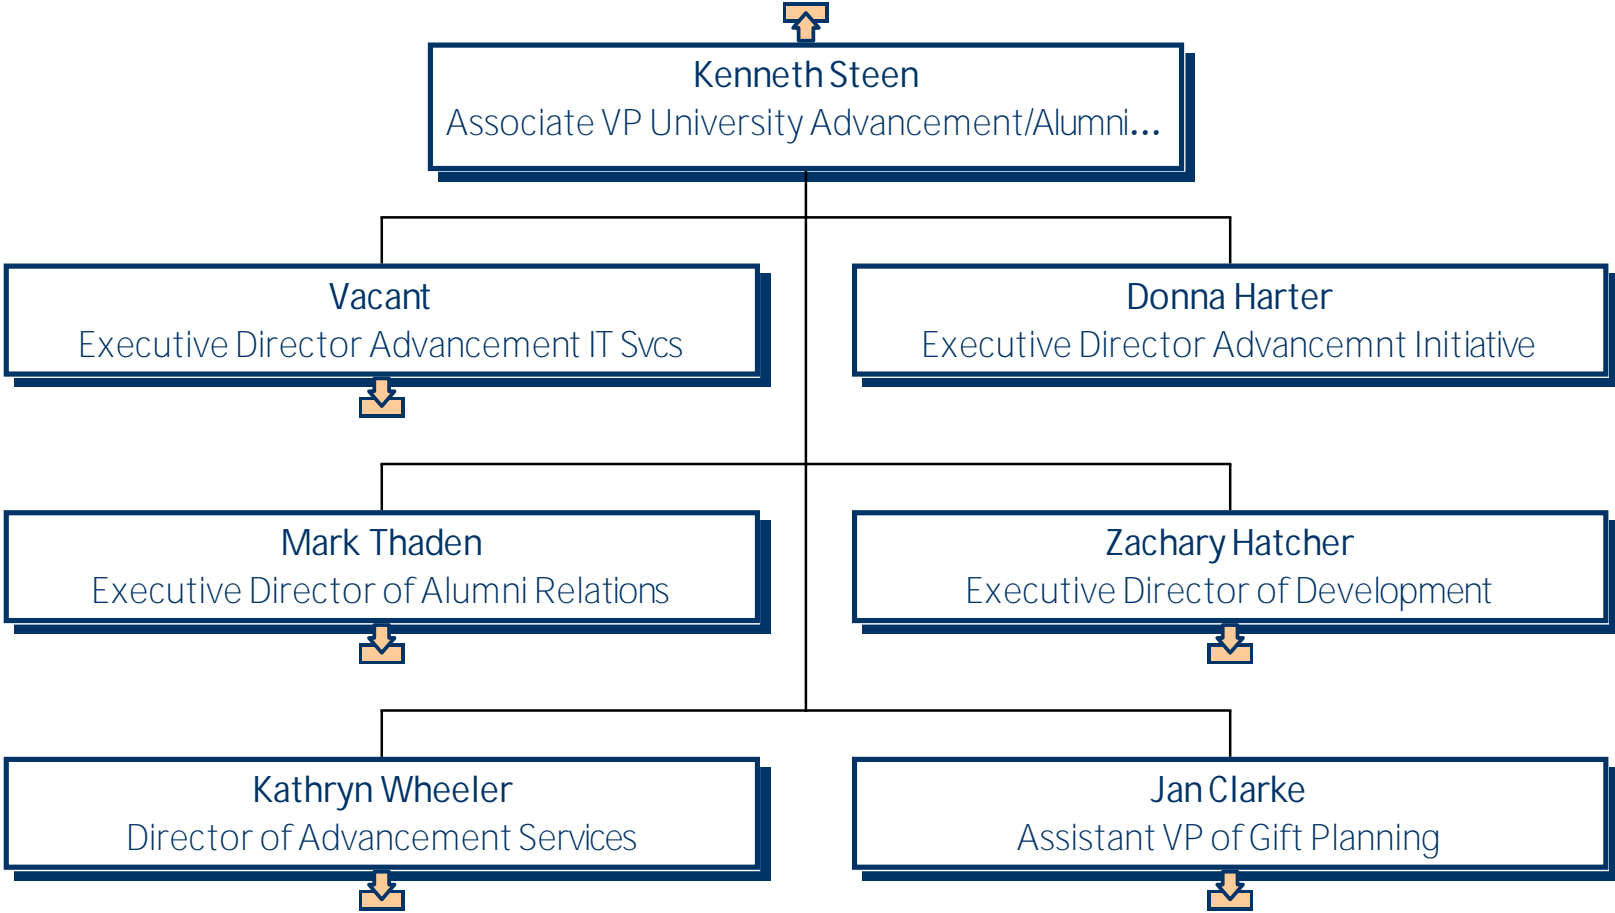 Kenneth Steen
Associate VP University Advancement/Alumni...
Vacant
Executive Director Advancement IT Svcs
Donna Harter
Executive Director Advancemnt Initiative
Mark Thaden
Executive Director of Alumni Relations
Zachary Hatcher
Executive Director of Development
Kathryn Wheeler
Director of Advancement Services
Jan Clarke
Assistant VP of Gift Planning